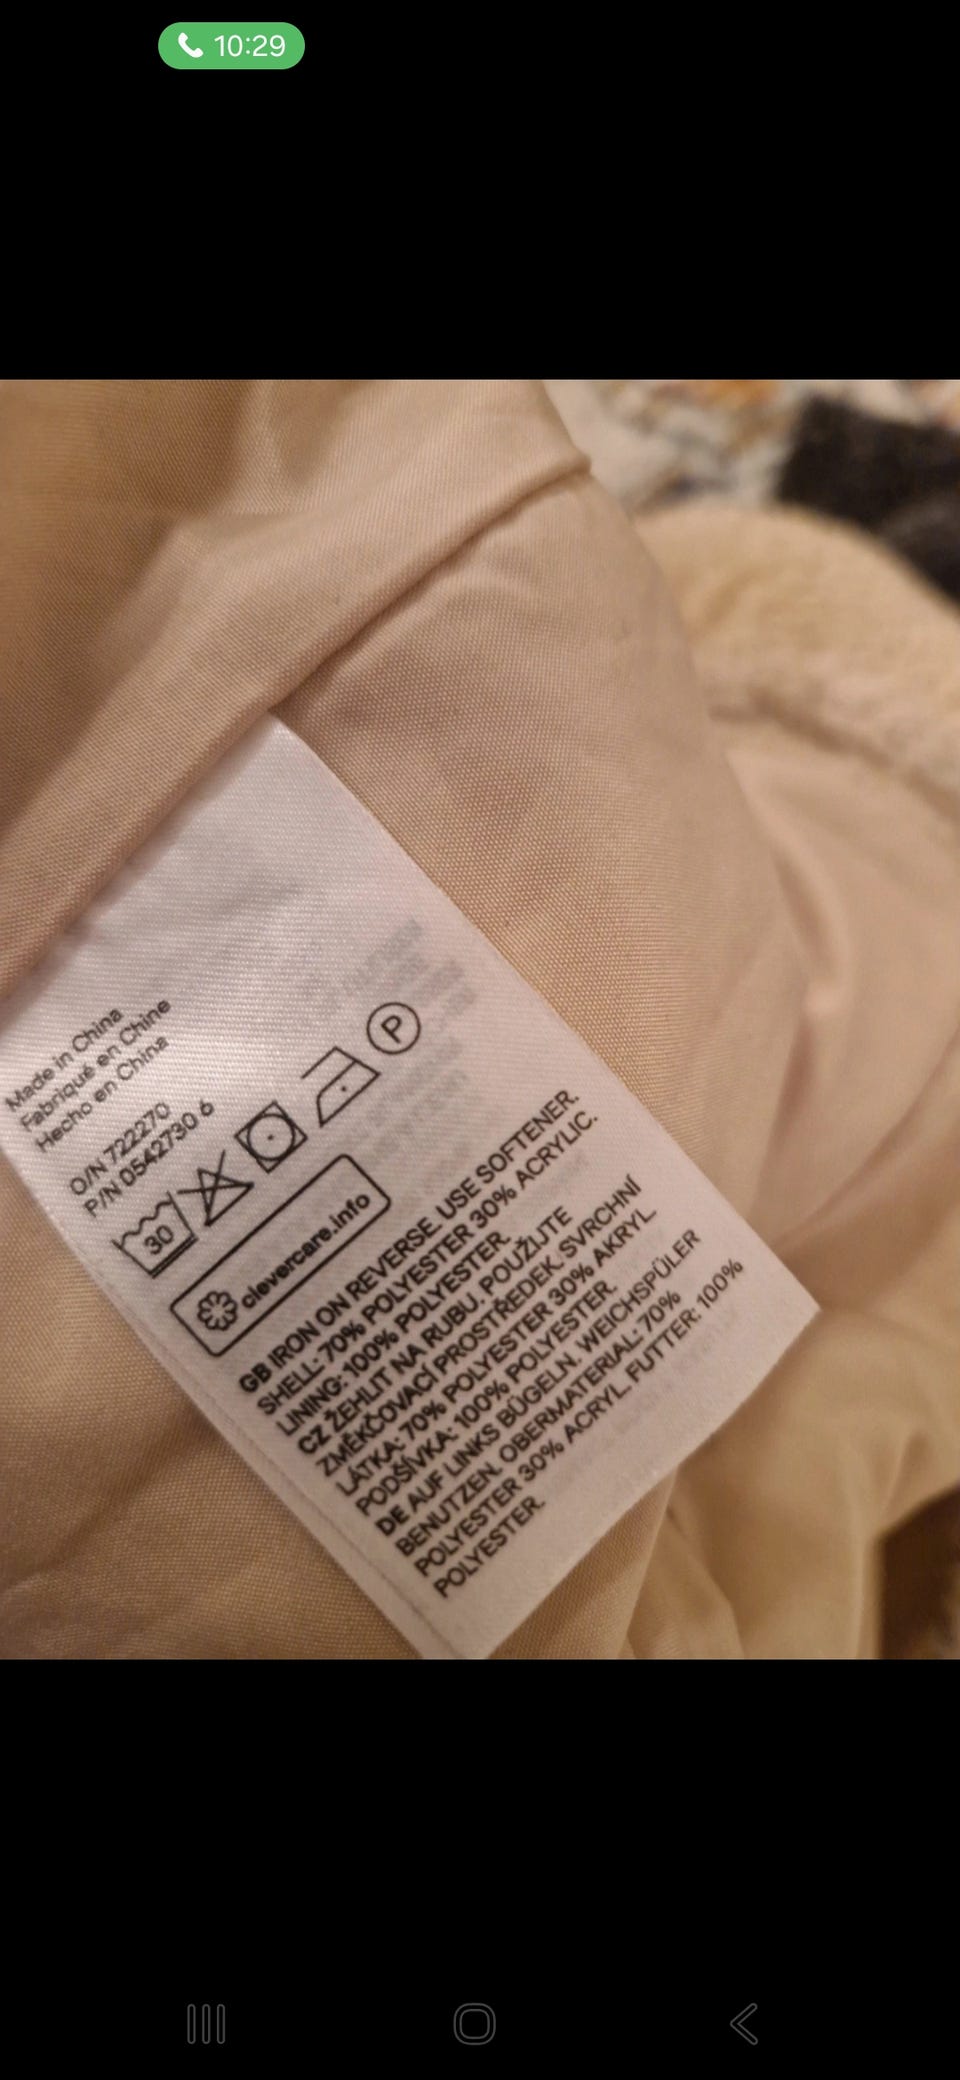 10:29
Made in China
Fabriqué en Chine
Hecho en China
O/N 722270
P/N 0542730 6
30
P
clevercare.info
GB IRON ON REVERSE. USE SOFTENER.
SHELL: 70% POLYESTER 30% ACRYLIC.
LINING: 100% POLYESTER.
CZ ŽEHLIT NA RUBU. POUŽIJTE
ZMĚKČOVACÍ PROSTŘEDEK. SVRCHNÍ
LÁTKA: 70% POLYESTER 30% AKRYL.
PODŠÍVKA: 100% POLYESTER.
DE AUF LINKS BÜGELN. WEICHSPÜLER
BENUTZEN. OBERMATERIAL: 70%
POLYESTER 30% ACRYL. FUTTER: 100%
POLYESTER.